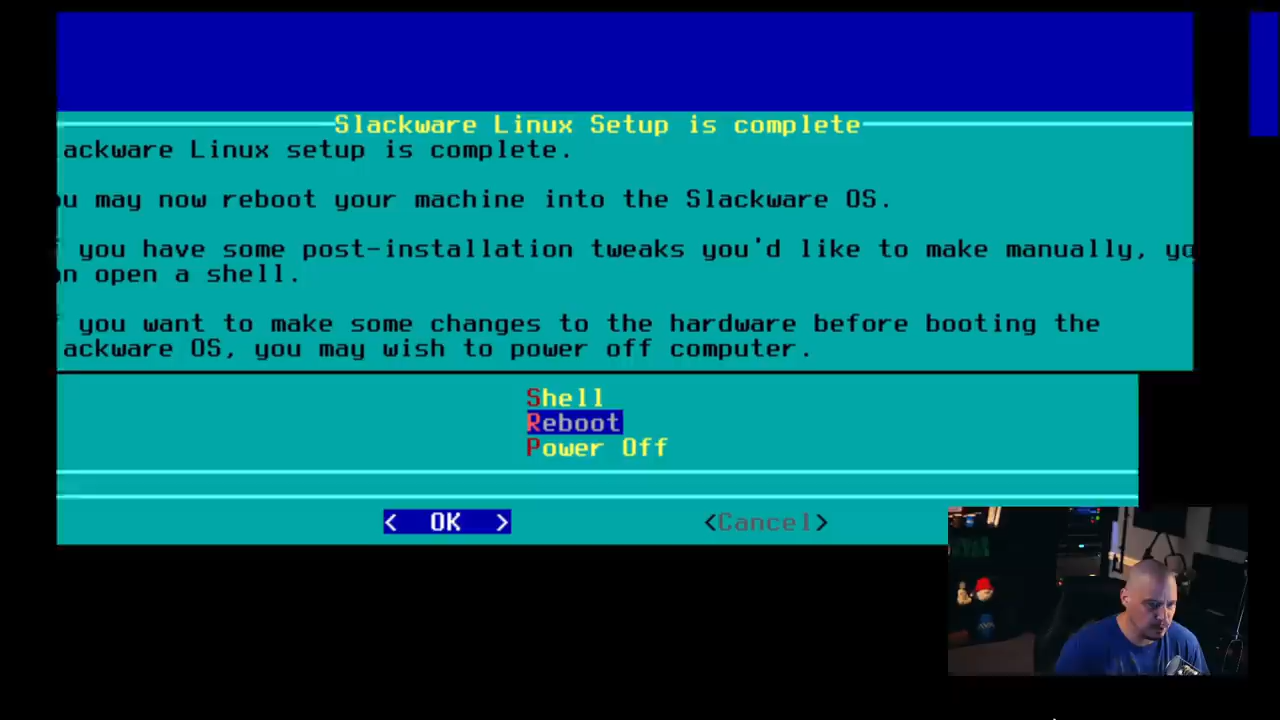 Slackware Linux Setup is complete
ackware Linux setup is complete.
u may now reboot your machine into the Slackware OS.
you have some post-installation tweaks you'd like to make manually, yo
n open a shell.
you want to make some changes to the hardware before booting the
ackware OS, you may wish to power off computer.
Shell
Reboot
Power Off
< OK >
<Cancel>